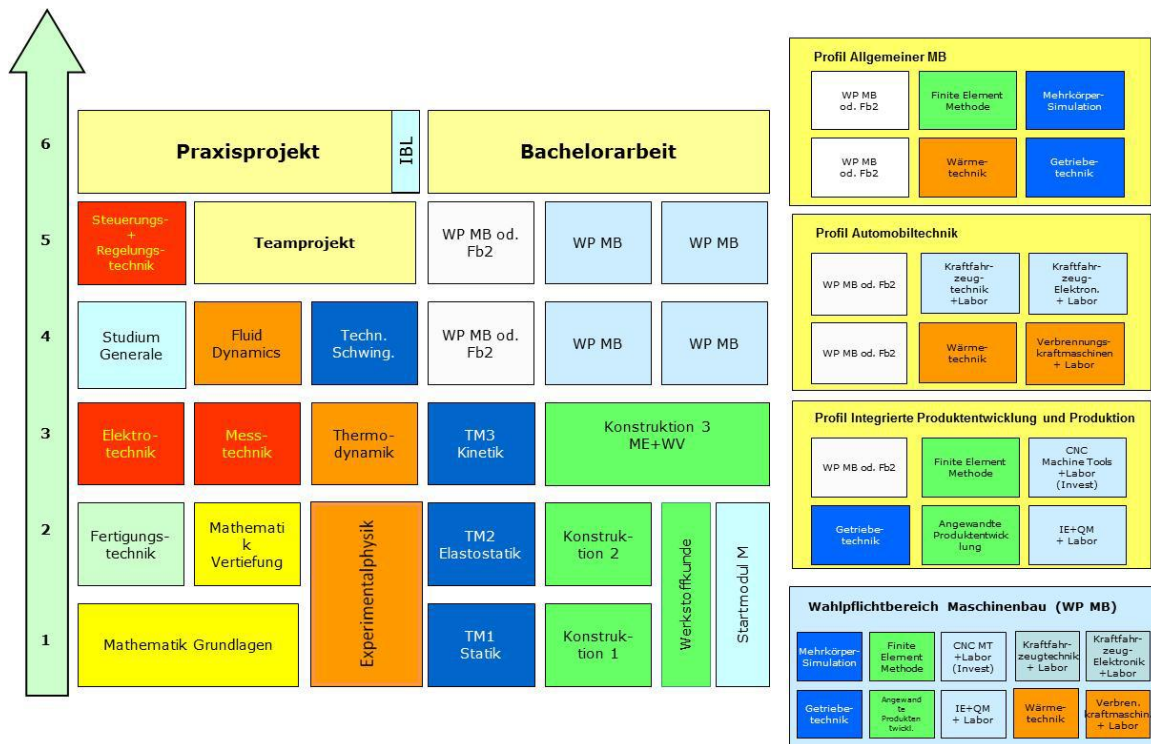 6
Praxisprojekt
IBL
Bachelorarbeit
5
Steuerungs-
+
Regelungs-
technik
Teamprojekt
WP MB od.
Fb2
WP MB
WP MB
4
Studium
Generale
Fluid
Dynamics
Techn.
Schwing.
WP MB od.
Fb2
WP MB
WP MB
3
Elektro-
technik
Mess-
technik
Thermo-
dynamik
TM3
Kinetik
Konstruktion 3
ME+WV
2
Fertigungs-
technik
Mathemati
k
Vertiefung
Experimentalphysik
TM2
Elastostatik
Konstruk-
tion 2
Werkstoffkunde
Startmodul M
1
Mathematik Grundlagen
TM1
Statik
Konstruk-
tion 1
Profil Allgemeiner MB
WP MB
od. Fb2
Finite Element
Methode
Mehrkörper-
Simulation
WP MB
od. Fb2
Wärme-
technik
Getriebe-
technik
Profil Automobiltechnik
WP MB od. Fb2
Kraftfahr-
zeug-
technik
+Labor
Kraftfahr-
zeug-
Elektron.
+ Labor
WP MB od. Fb2
Wärme-
technik
Verbrennungs-
kraftmaschinen
+ Labor
Profil Integrierte Produktentwicklung und Produktion
WP MB od. Fb2
Finite Element
Methode
CNC
Machine Tools
+Labor
(Invest)
Getriebe-
technik
Angewandte
Produktentwick
lung
IE+QM
+ Labor
Wahlpflichtbereich Maschinenbau (WP MB)
Mehrkörper-
Simulation
Finite
Element
Methode
CNC MT
+Labor
(Invest)
Kraftfahr-
zeugtechnik
+ Labor
Kraftfahr-
zeug-
Elektronik
+Labor
Getriebe-
technik
Angewand
te
Produkten
twickl.
IE+QM
+ Labor
Wärme-
technik
Verbren.
kraftmaschin.
+ Labor